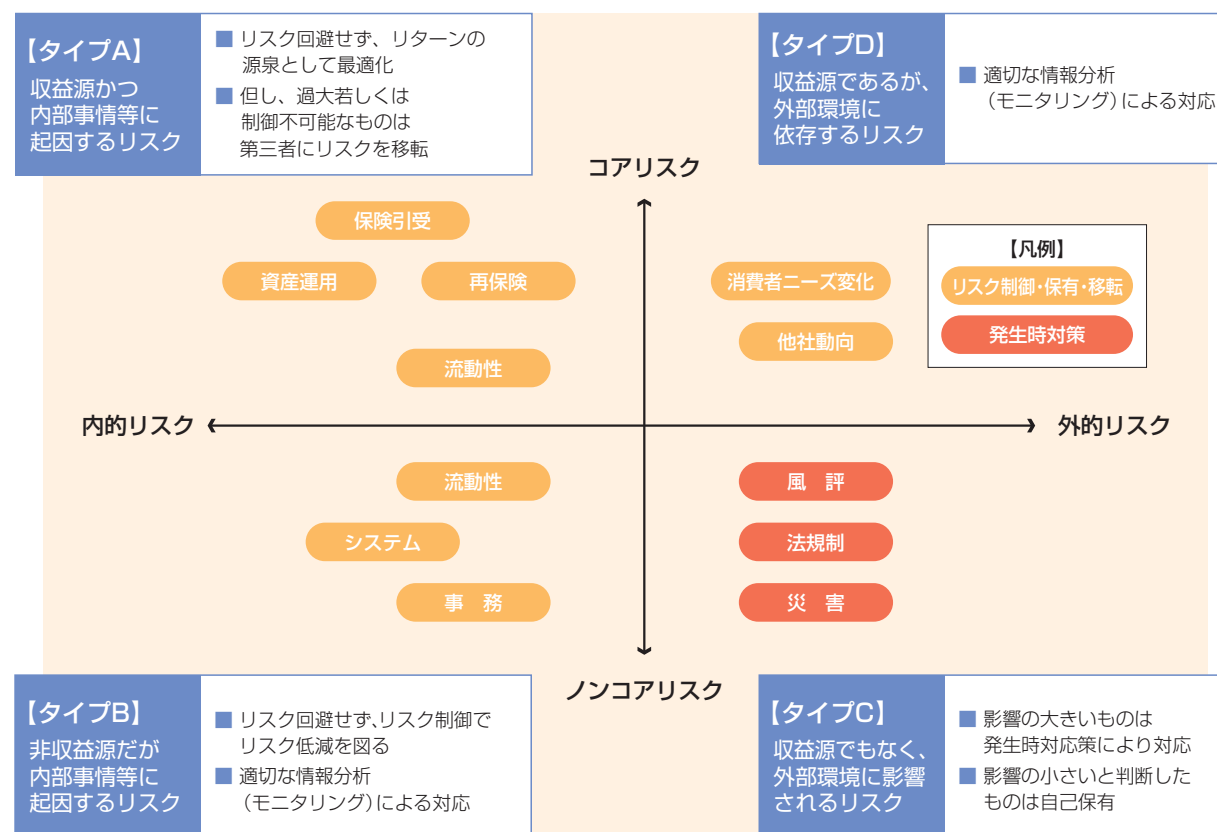 【タイプA】
収益源かつ
内部事情等に
起因するリスク
■ リスク回避せず、リターンの
源泉として最適化
■ 但し、過大若しくは
制御不可能なものは
第三者にリスクを移転
【タイプD】
収益源であるが、
外部環境に
依存するリスク
■ 適切な情報分析
（モニタリング）による対応
コアリスク
保険引受
資産運用
再保険
流動性
消費者ニーズ変化
他社動向
【凡例】
リスク制御・保有・移転
発生時対策
内的リスク
外的リスク
流動性
システム
事　務
風　評
法規制
災　害
ノンコアリスク
【タイプB】
非収益源だが
内部事情等に
起因するリスク
■ リスク回避せず、リスク制御で
リスク低減を図る
■ 適切な情報分析
（モニタリング）による対応
【タイプC】
収益源でもなく、
外部環境に影響
されるリスク
■ 影響の大きいものは
発生時対応策により対応
■ 影響の小さいと判断した
ものは自己保有